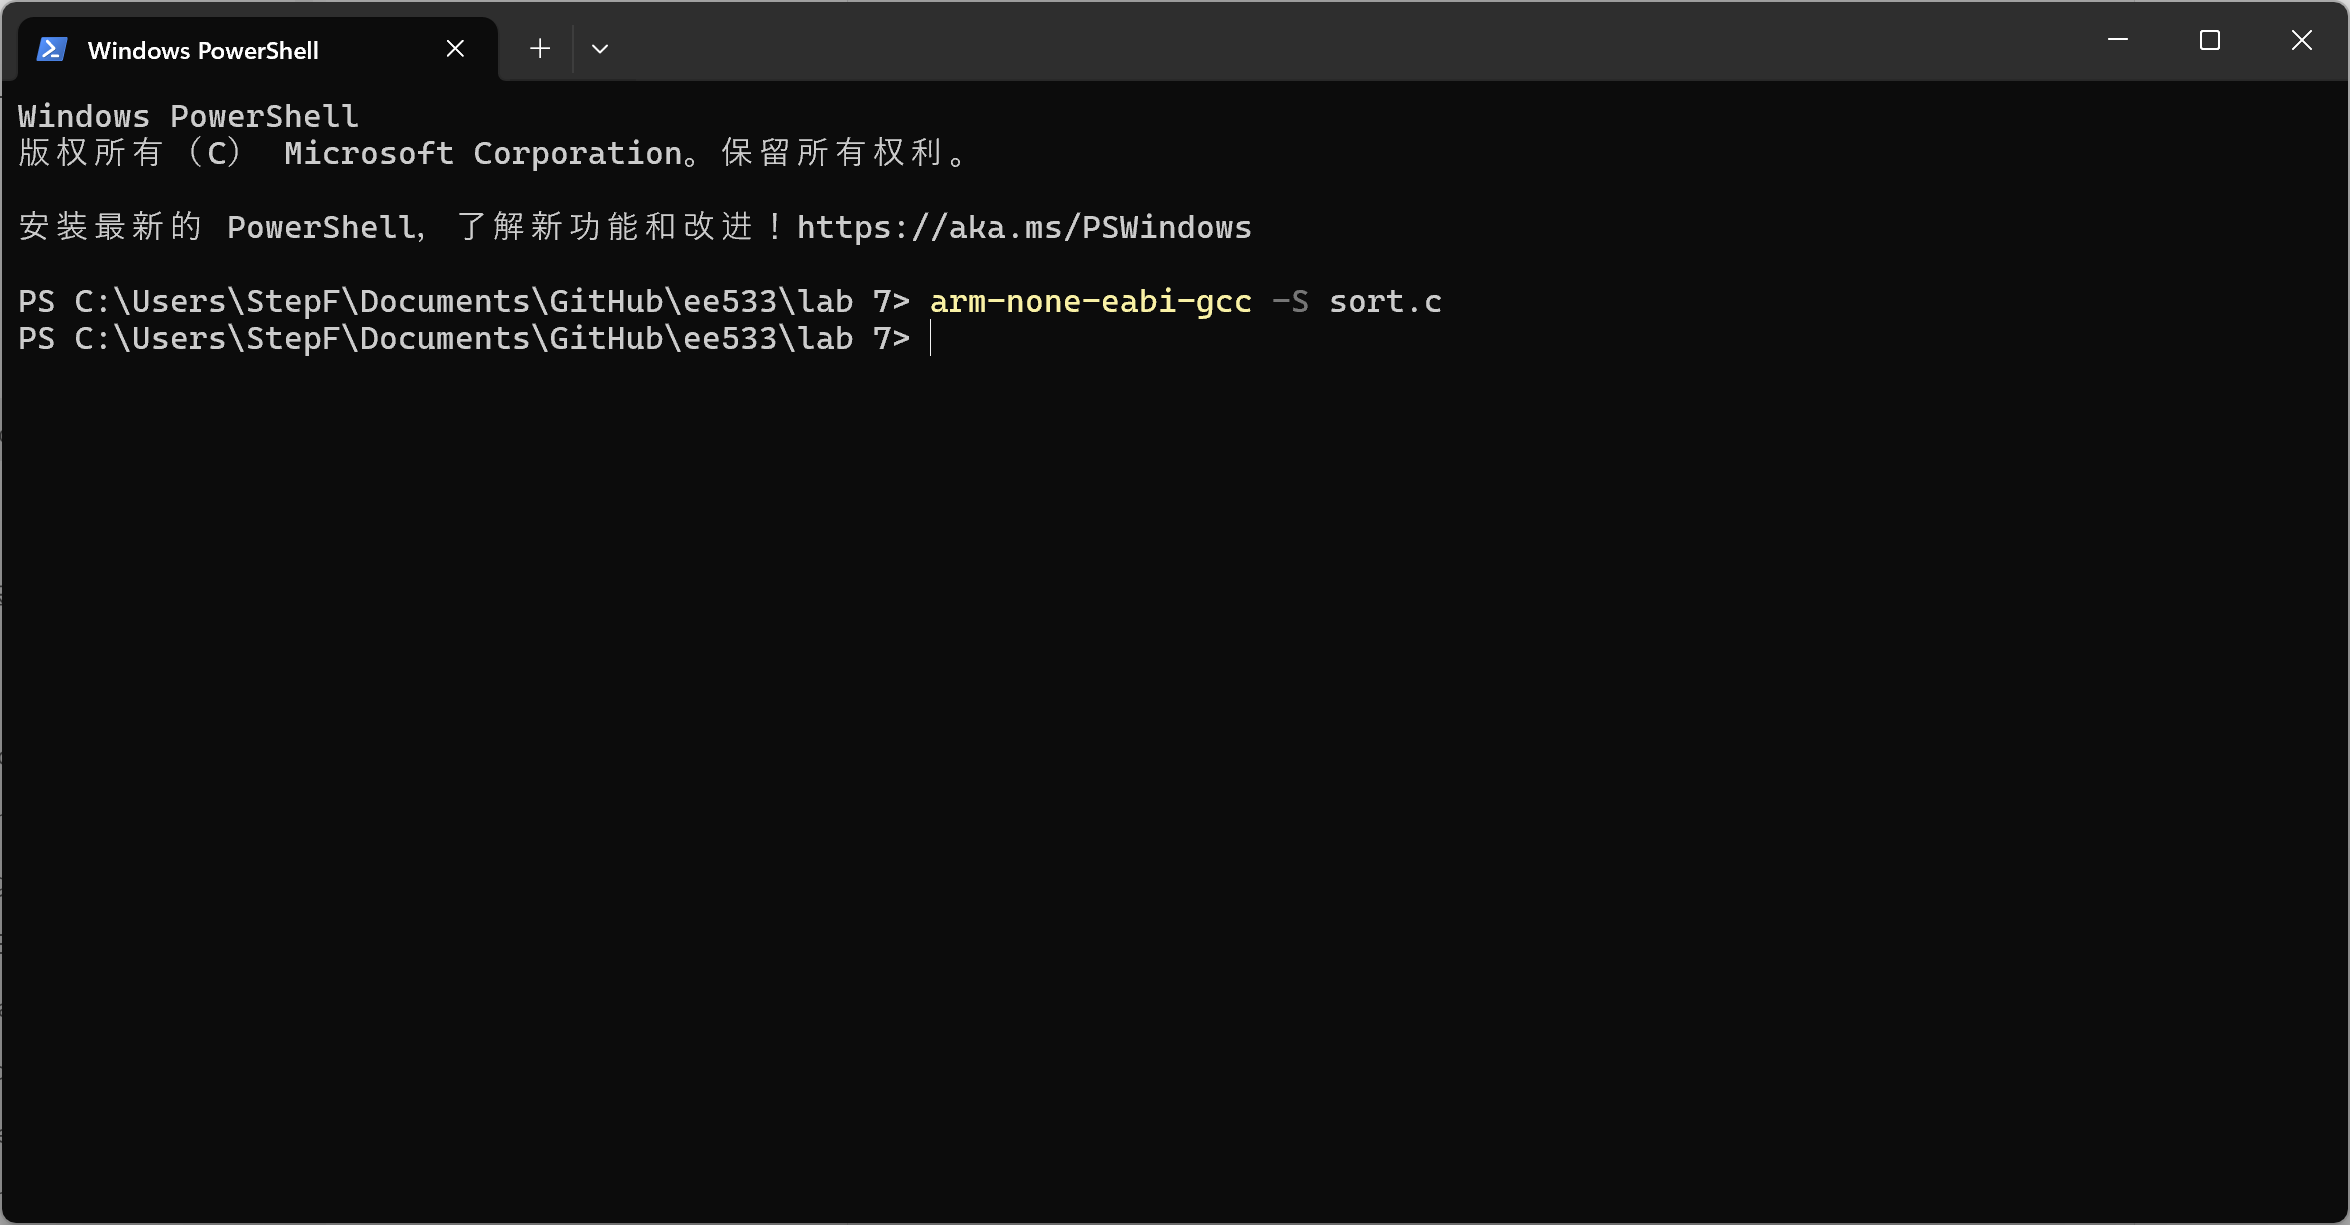 Windows PowerShell
Windows PowerShell
版权所有（C） Microsoft Corporation。保留所有权利。
安装最新的 PowerShell，了解新功能和改进！https://aka.ms/PSWindows
PS C:\Users\StepF\Documents\GitHub\ee533\lab 7> arm-none-eabi-gcc -S sort.c
PS C:\Users\StepF\Documents\GitHub\ee533\lab 7>